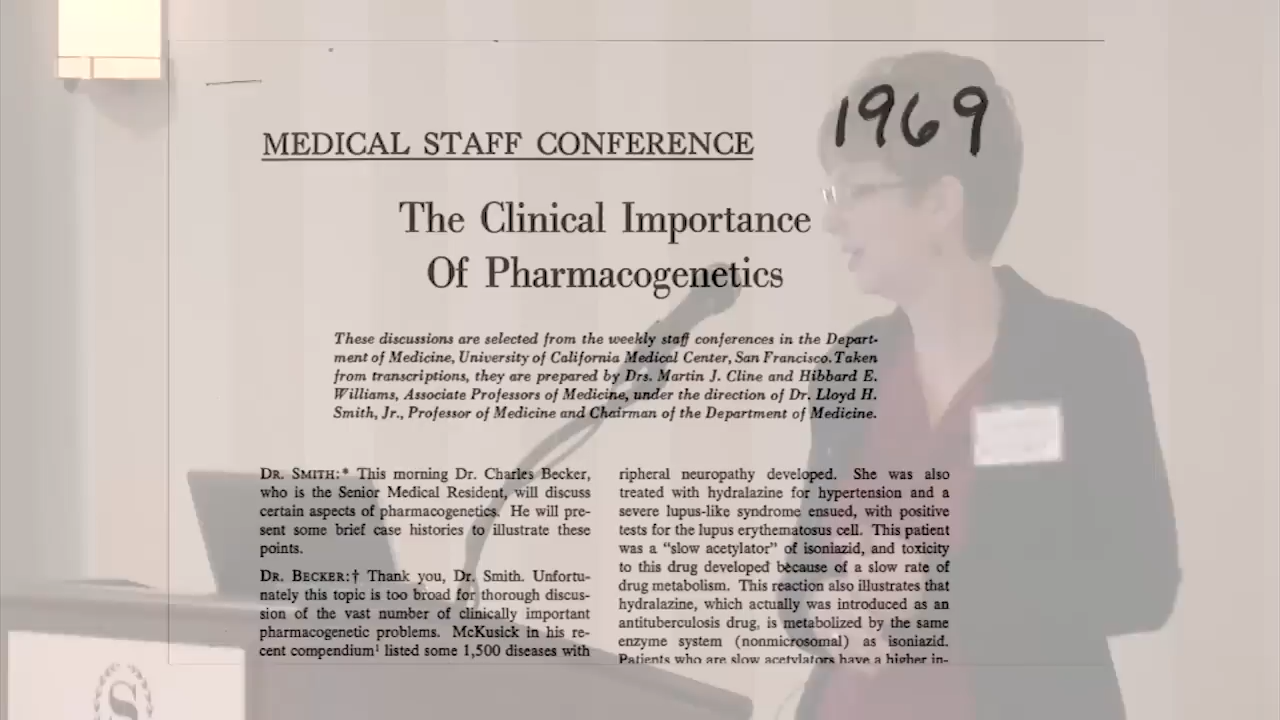 1969
MEDICAL STAFF CONFERENCE
The Clinical Importance
Of Pharmacogenetics
These discussions are selected from the weekly staff conferences in the Depart-
ment of Medicine, University of California Medical Center, San Francisco. Taken
from transcriptions, they are prepared by Drs. Martin J. Cline and Hibbard E.
Williams, Associate Professors of Medicine, under the direction of Dr. Lloyd H.
Smith, Jr., Professor of Medicine and Chairman of the Department of Medicine.
DR. SMITH:* This morning Dr. Charles Becker,
who is the Senior Medical Resident, will discuss
certain aspects of pharmacogenetics. He will pre-
sent some brief case histories to illustrate these
points.
DR. BECKER:† Thank you, Dr. Smith. Unfortu-
nately this topic is too broad for thorough discus-
sion of the vast number of clinically important
pharmacogenetic problems. McKusick in his re-
cent compendium¹ listed some 1,500 diseases with
ripheral neuropathy developed. She was also
treated with hydralazine for hypertension and a
severe lupus-like syndrome ensued, with positive
tests for the lupus erythematosus cell. This patient
was a “slow acetylator” of isoniazid, and toxicity
to this drug developed because of a slow rate of
drug metabolism. This reaction also illustrates that
hydralazine, which actually was introduced as an
antituberculosis drug, is metabolized by the same
enzyme system (nonmicrosomal) as isoniazid.
Patients who are slow acetylators have a higher in-
S